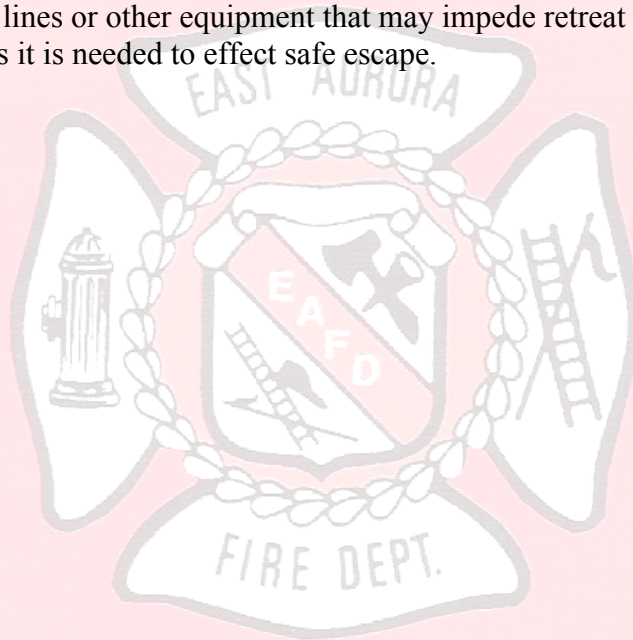 lines or other equipment that may impede retreat
s it is needed to effect safe escape.
EAST AURORA
EAFD
FIRE DEPT.